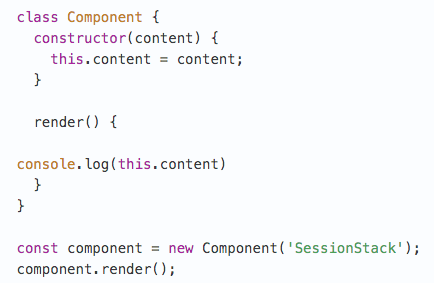 class Component {
  constructor(content) {
    this.content = content;
  }

  render() {

console.log(this.content)
  }
}

const component = new Component('SessionStack');
component.render();